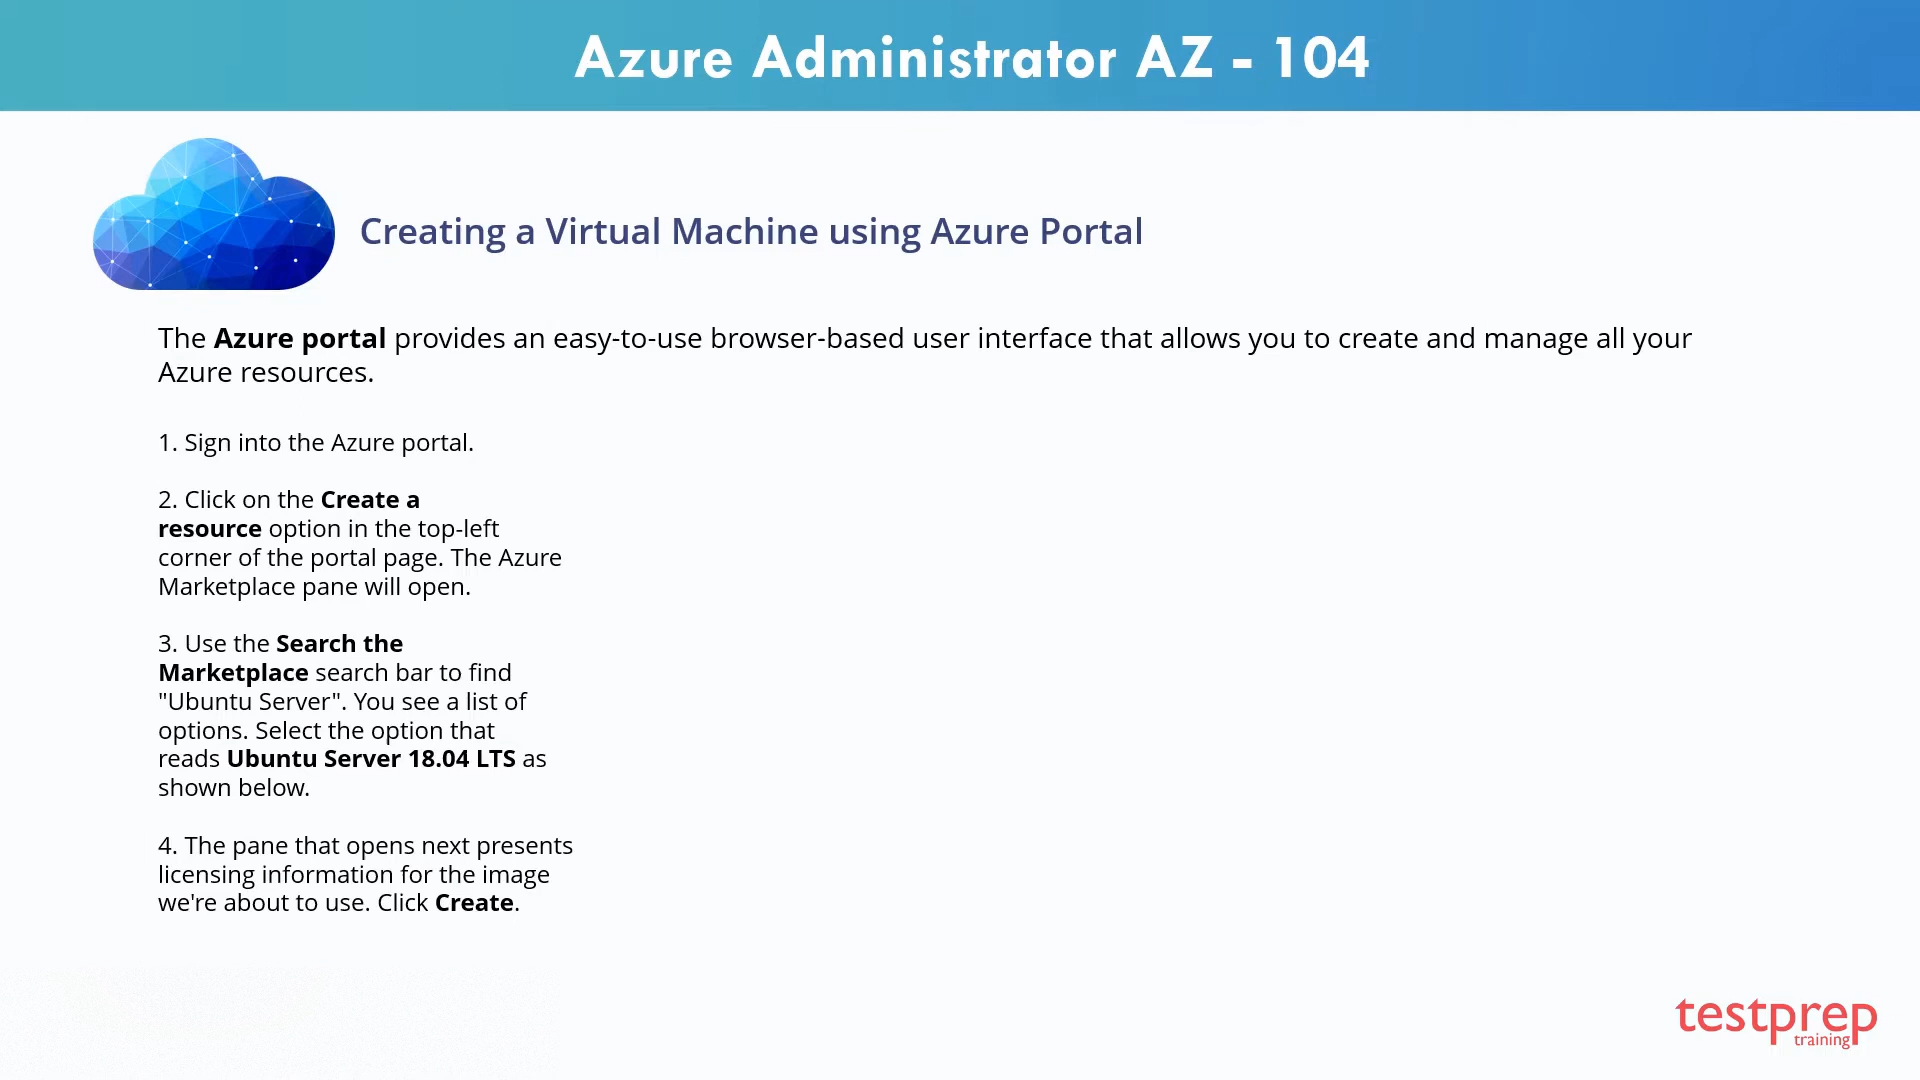 Azure Administrator AZ - 104
Creating a Virtual Machine using Azure Portal
The Azure portal provides an easy-to-use browser-based user interface that allows you to create and manage all your
Azure resources.
1. Sign into the Azure portal.
2. Click on the Create a
resource option in the top-left
corner of the portal page. The Azure
Marketplace pane will open.
3. Use the Search the
Marketplace search bar to find
"Ubuntu Server". You see a list of
options. Select the option that
reads Ubuntu Server 18.04 LTS as
shown below.
4. The pane that opens next presents
licensing information for the image
we're about to use. Click Create.
testprep
training